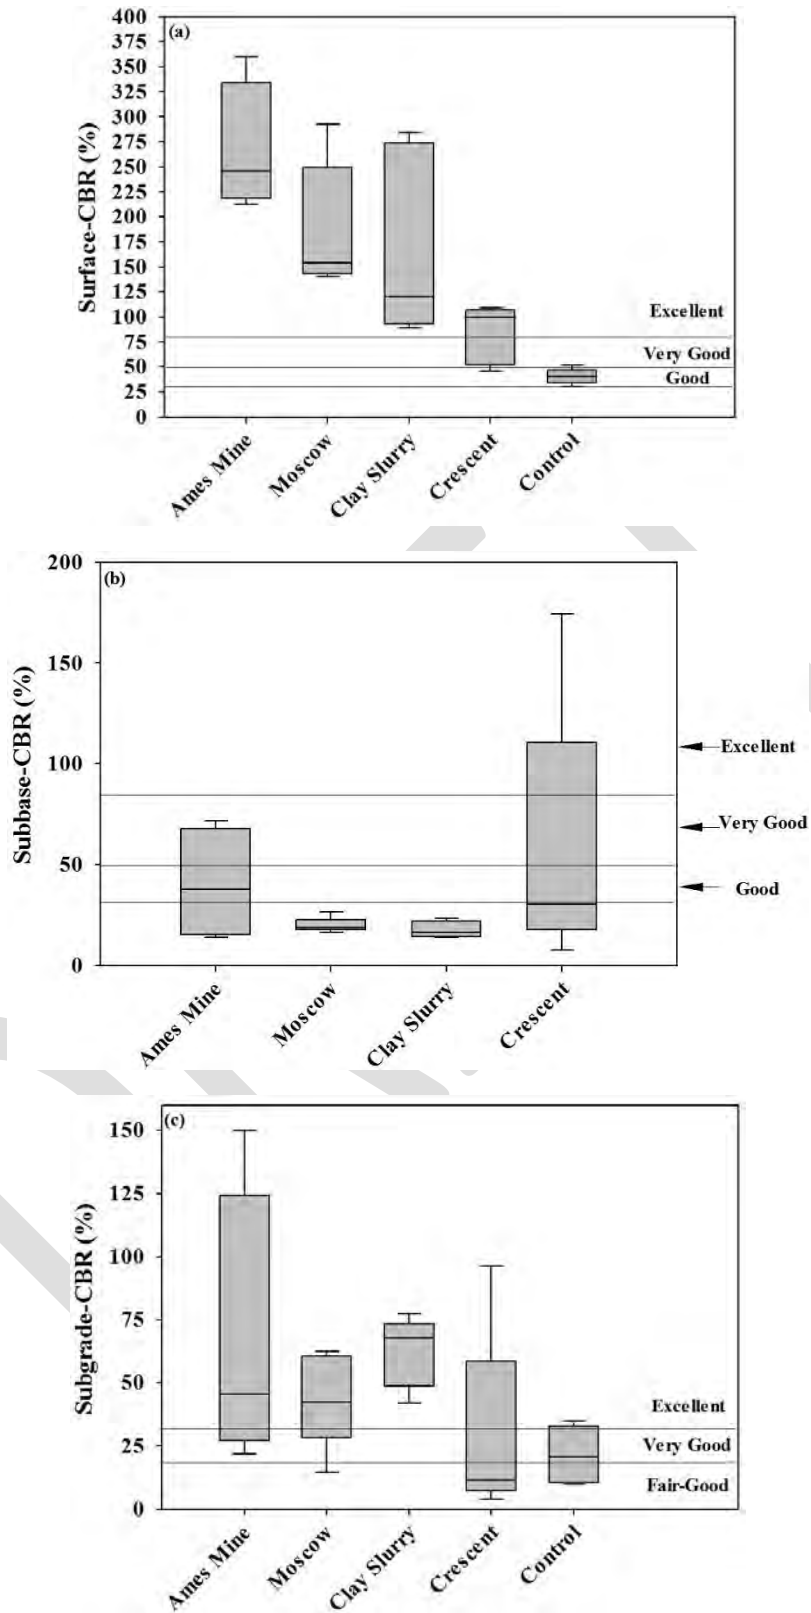 (a)
Surface-CBR (%)
400
375
350
325
300
275
250
225
200
175
150
125
100
75
50
25
0
Excellent
Very Good
Good
Ames Mine
Moscow
Clay Slurry
Crescent
Control
(b)
Subbase-CBR (%)
200
150
100
50
0
Excellent
Very Good
Good
Ames Mine
Moscow
Clay Slurry
Crescent
(c)
Subgrade-CBR (%)
150
125
100
75
50
25
0
Excellent
Very Good
Fair-Good
Ames Mine
Moscow
Clay Slurry
Crescent
Control